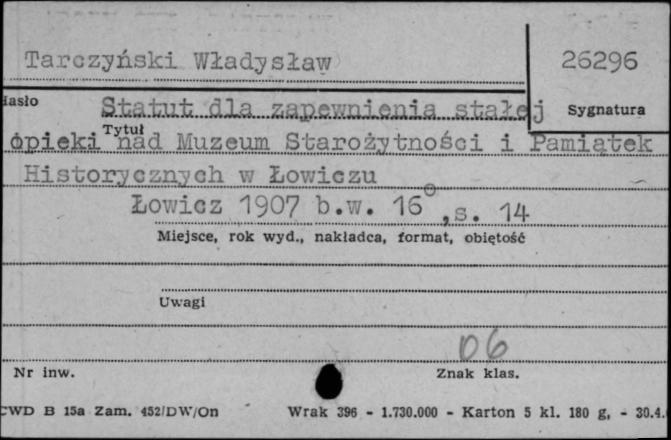 Tarczyński Władysław
26296
Hasło Statut dla zapewnienia stałej
Sygnatura
Tytuł
opieki nad Muzeum Starożytności i Pamiątek
Historycznych w Łowiczu
Łowicz 1907 b.w. 16°, s. 14
Miejsce, rok wyd., nakładca, format, obiętość
Uwagi
06
Nr inw.
Znak klas.
CWD B 15a Zam. 452/DW/On Wrak 396 - 1.730.000 - Karton 5 kl. 180 g, - 30.4.